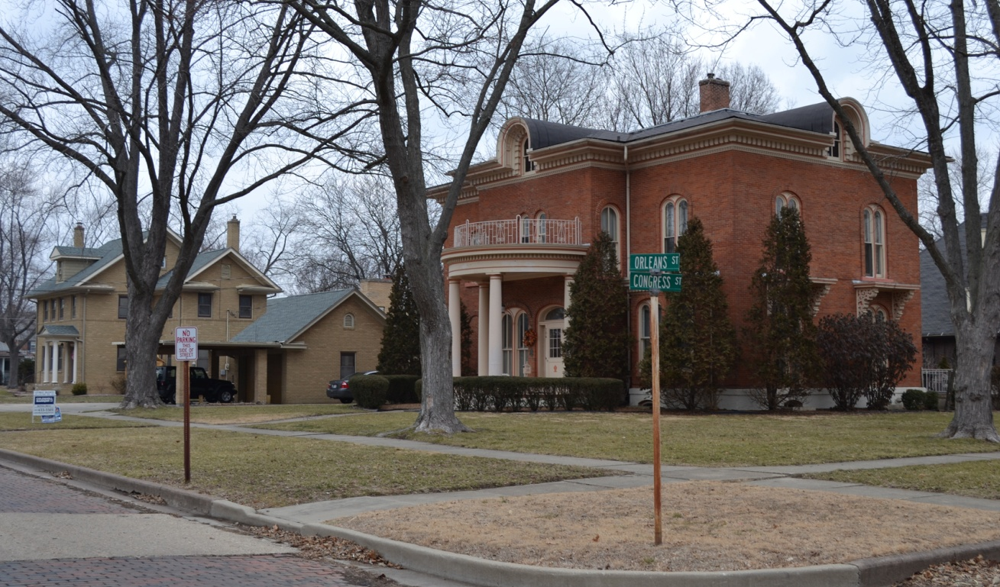 ORLEANS ST
CONGRESS ST
NO
PARKING
THIS
SIDE OF
STREET